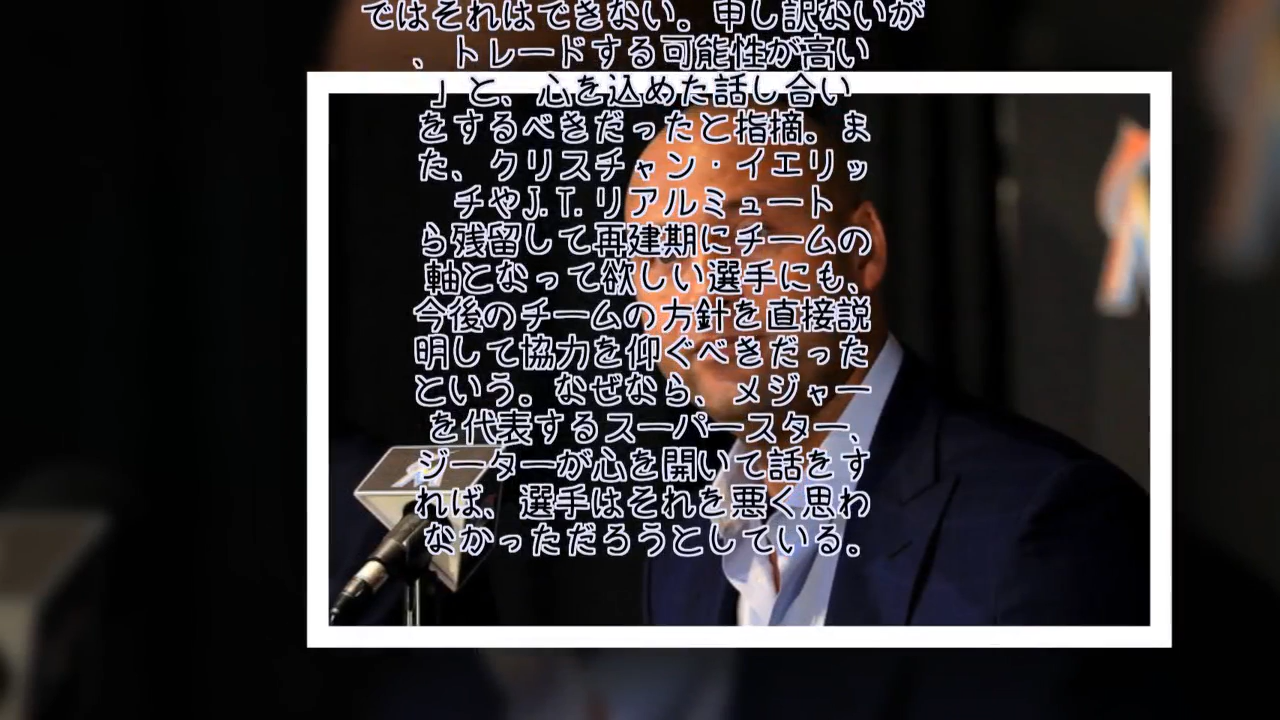 ではそれはできない。申し訳ないが
、トレードする可能性が高い
」と、心を込めた話し合い
をするべきだったと指摘。ま
た、クリスチャン・イエリッ
チやJ.T.リアルミュート
ら残留して再建期にチームの
軸となって欲しい選手にも、
今後のチームの方針を直接説
明して協力を仰ぐべきだった
という。なぜなら、メジャー
を代表するスーパースター、
ジーターが心を開いて話をす
れば、選手はそれを悪く思わ
なかっただろうとしている。